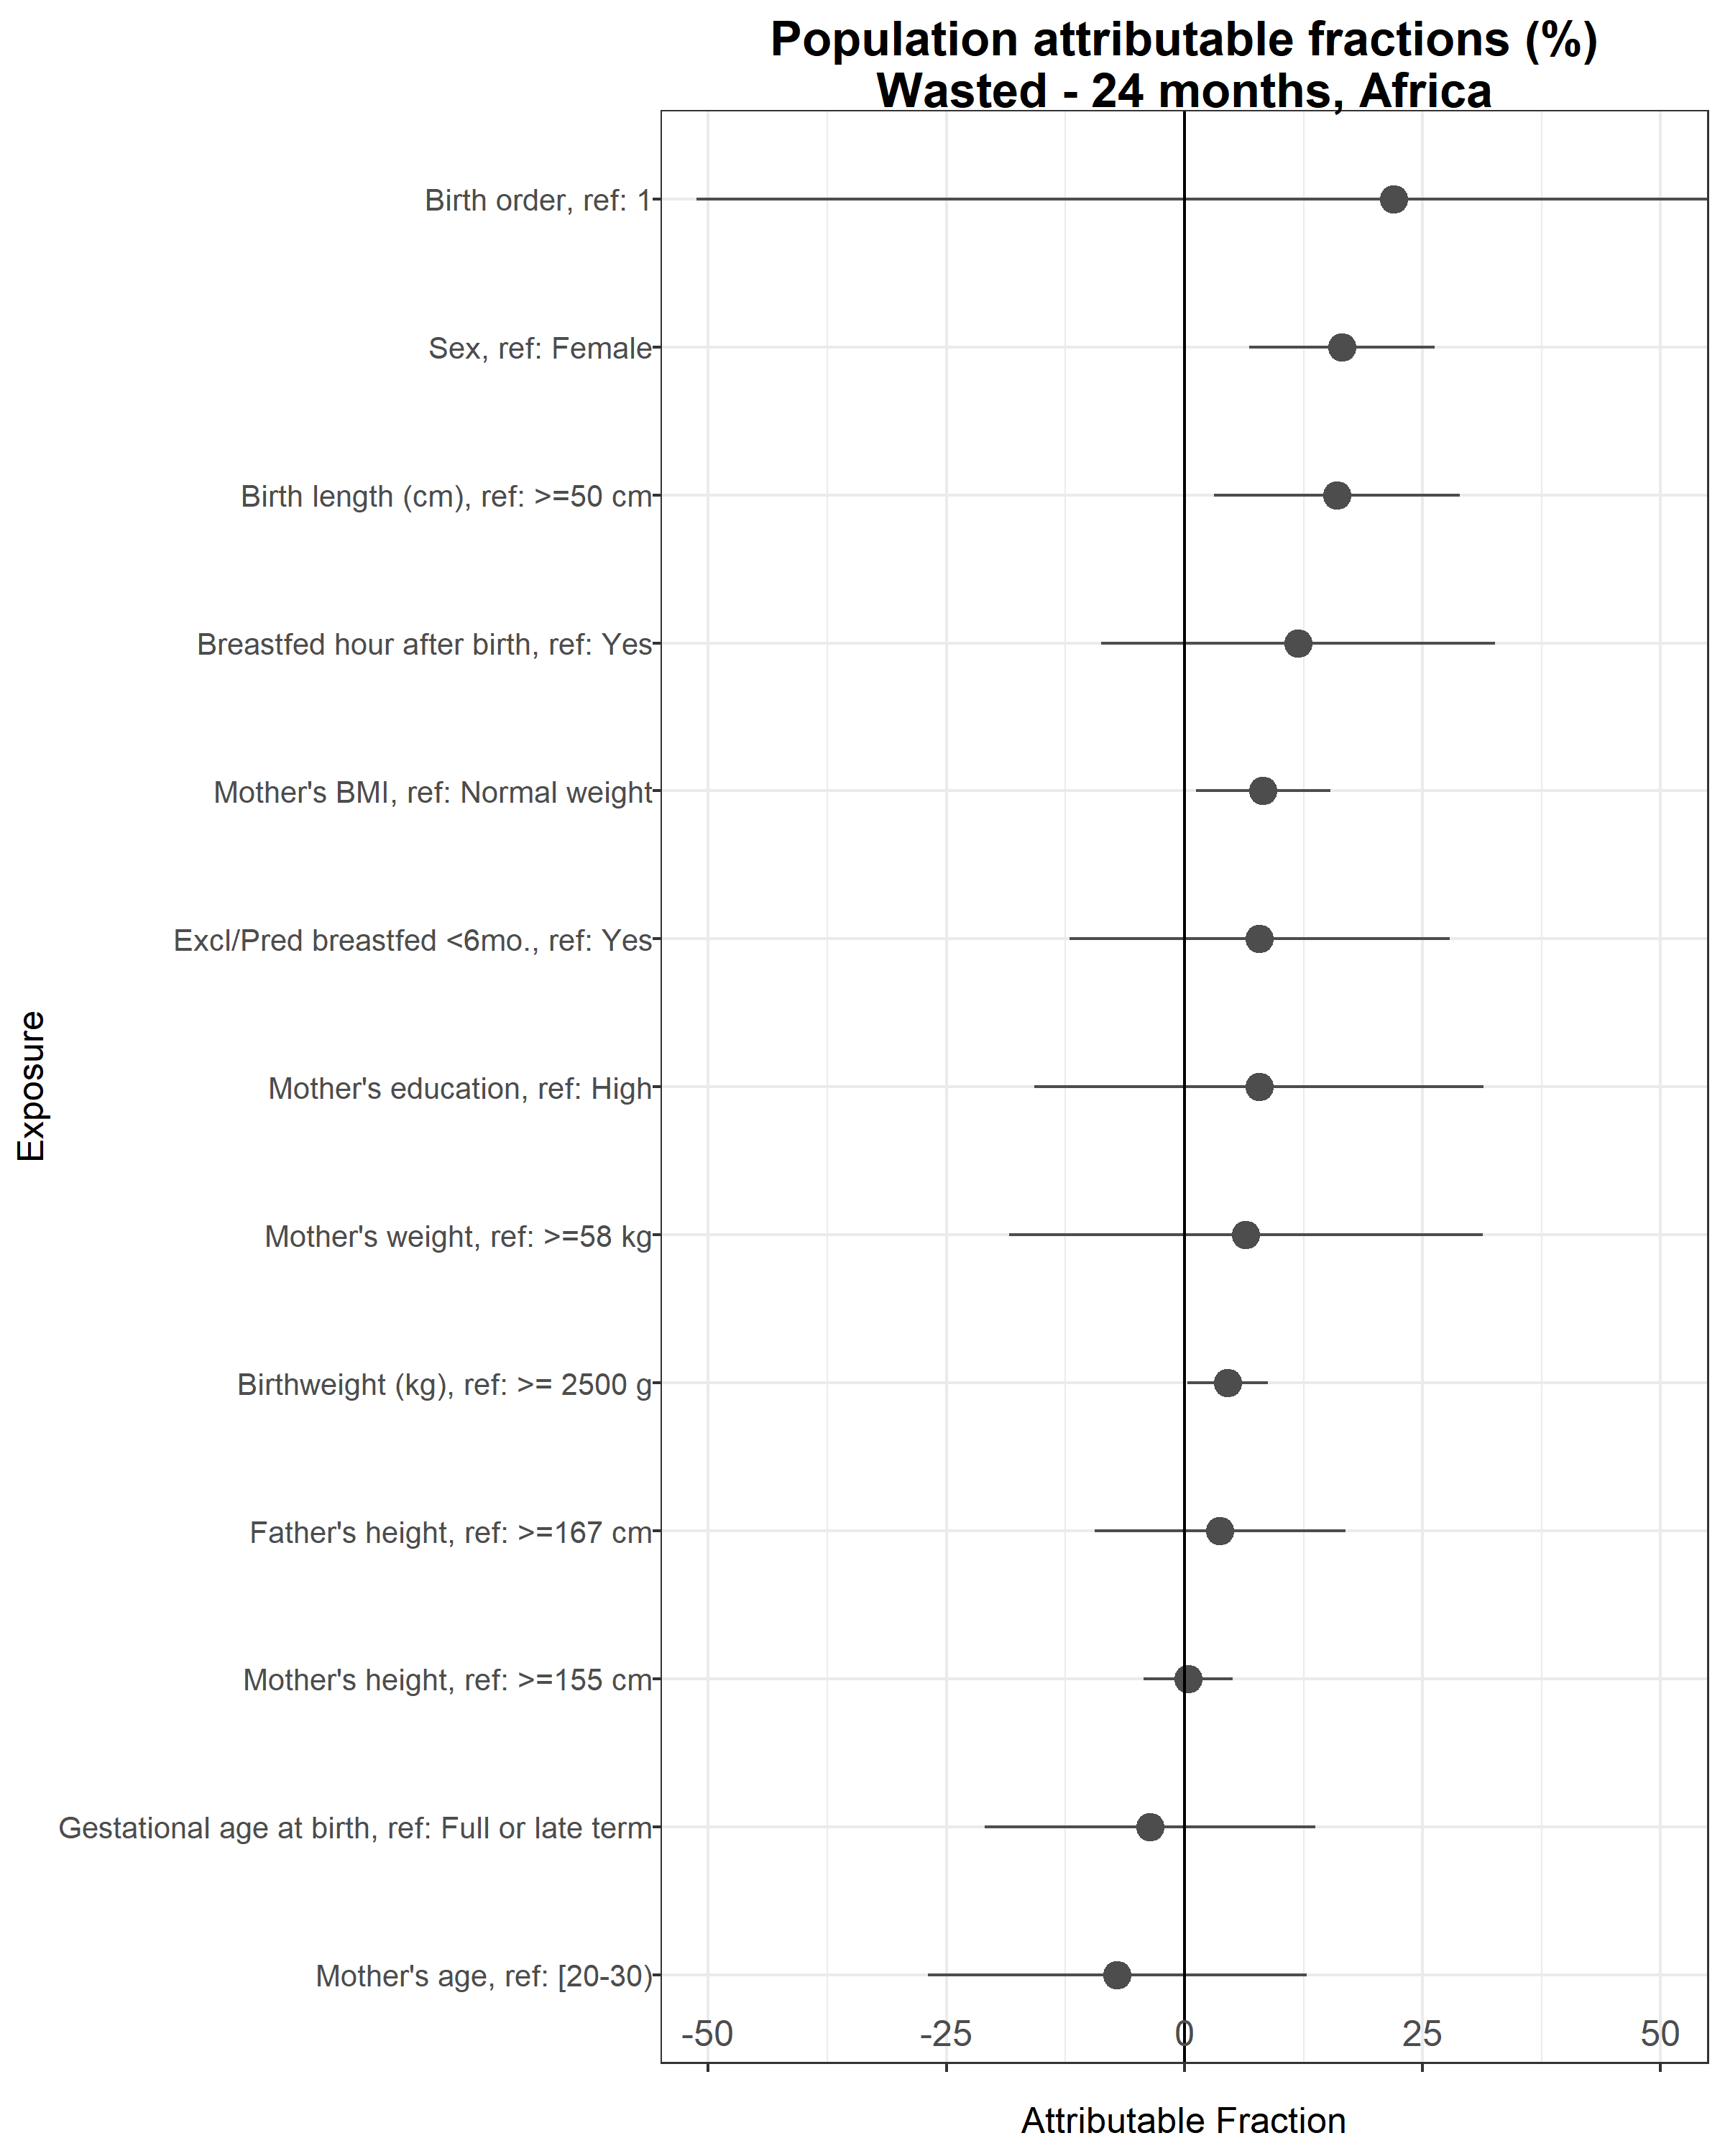 Population attributable fractions (%)
Wasted - 24 months, Africa
Birth order, ref: 1
Sex, ref: Female
Birth length (cm), ref: >=50 cm
Breastfed hour after birth, ref: Yes
Mother's BMI, ref: Normal weight
Excl/Pred breastfed <6mo., ref: Yes
Mother's education, ref: High
Mother's weight, ref: >=58 kg
Birthweight (kg), ref: >= 2500 g
Father's height, ref: >=167 cm
Mother's height, ref: >=155 cm
Gestational age at birth, ref: Full or late term
Mother's age, ref: [20-30)
Exposure
-50 -25 0 25 50
Attributable Fraction